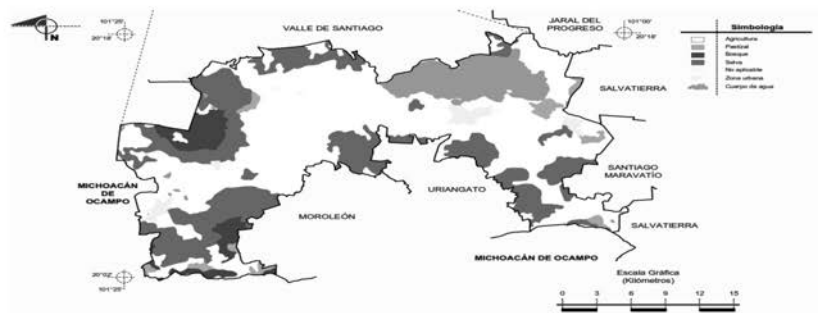 N
101°25'
20°18'
VALLE DE SANTIAGO
JARAL DEL
PROGRESO
101°00'
20°18'
Simbología
Agricultura
Pastizal
Bosque
Selva
No aplicable
Zona urbana
Cuerpo de agua
SALVATIERRA
SANTIAGO
MARAVATÍO
MICHOACÁN
DE
OCAMPO
URIANGATO
MOROLEÓN
SALVATIERRA
MICHOACÁN DE OCAMPO
20°02'
101°25'
Escala Gráfica
(Kilómetros)
0 3 6 9 12 15